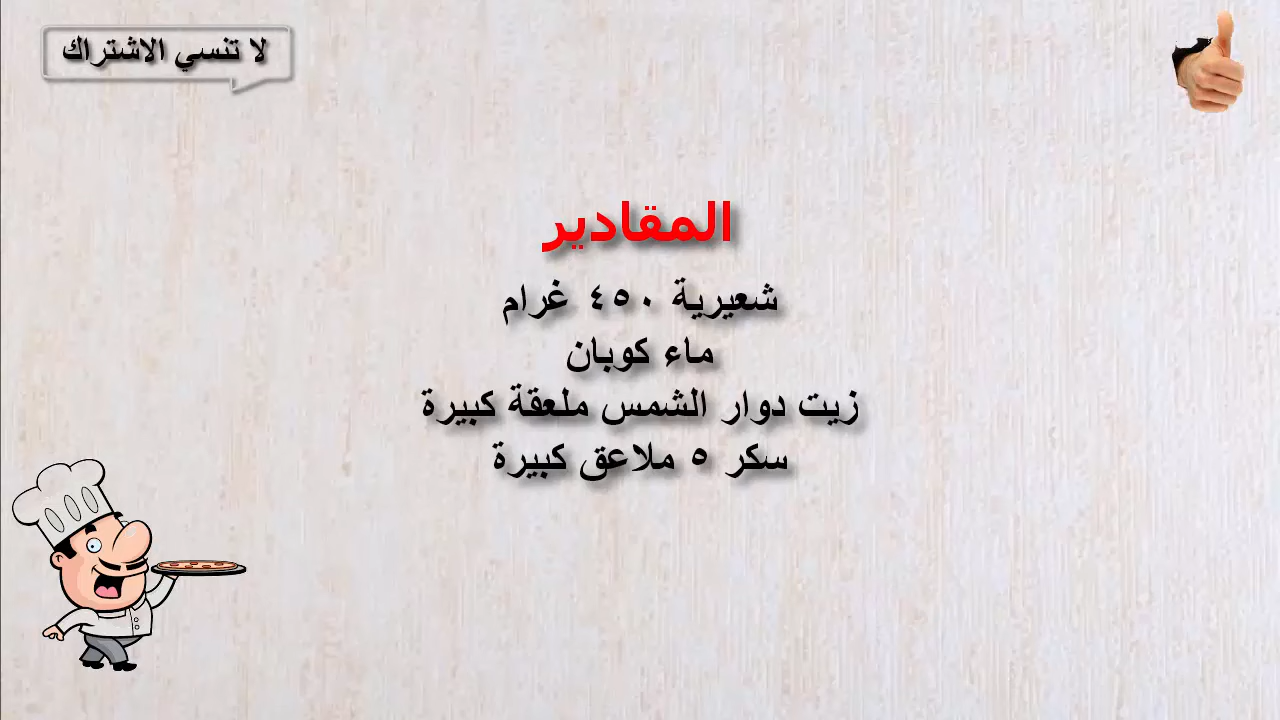 لا تنسي الاشتراك
المقادير
شعيرية ٤٥٠ غرام
ماء كوبان
زيت دوار الشمس ملعقة كبيرة
سكر ٥ ملاعق كبيرة